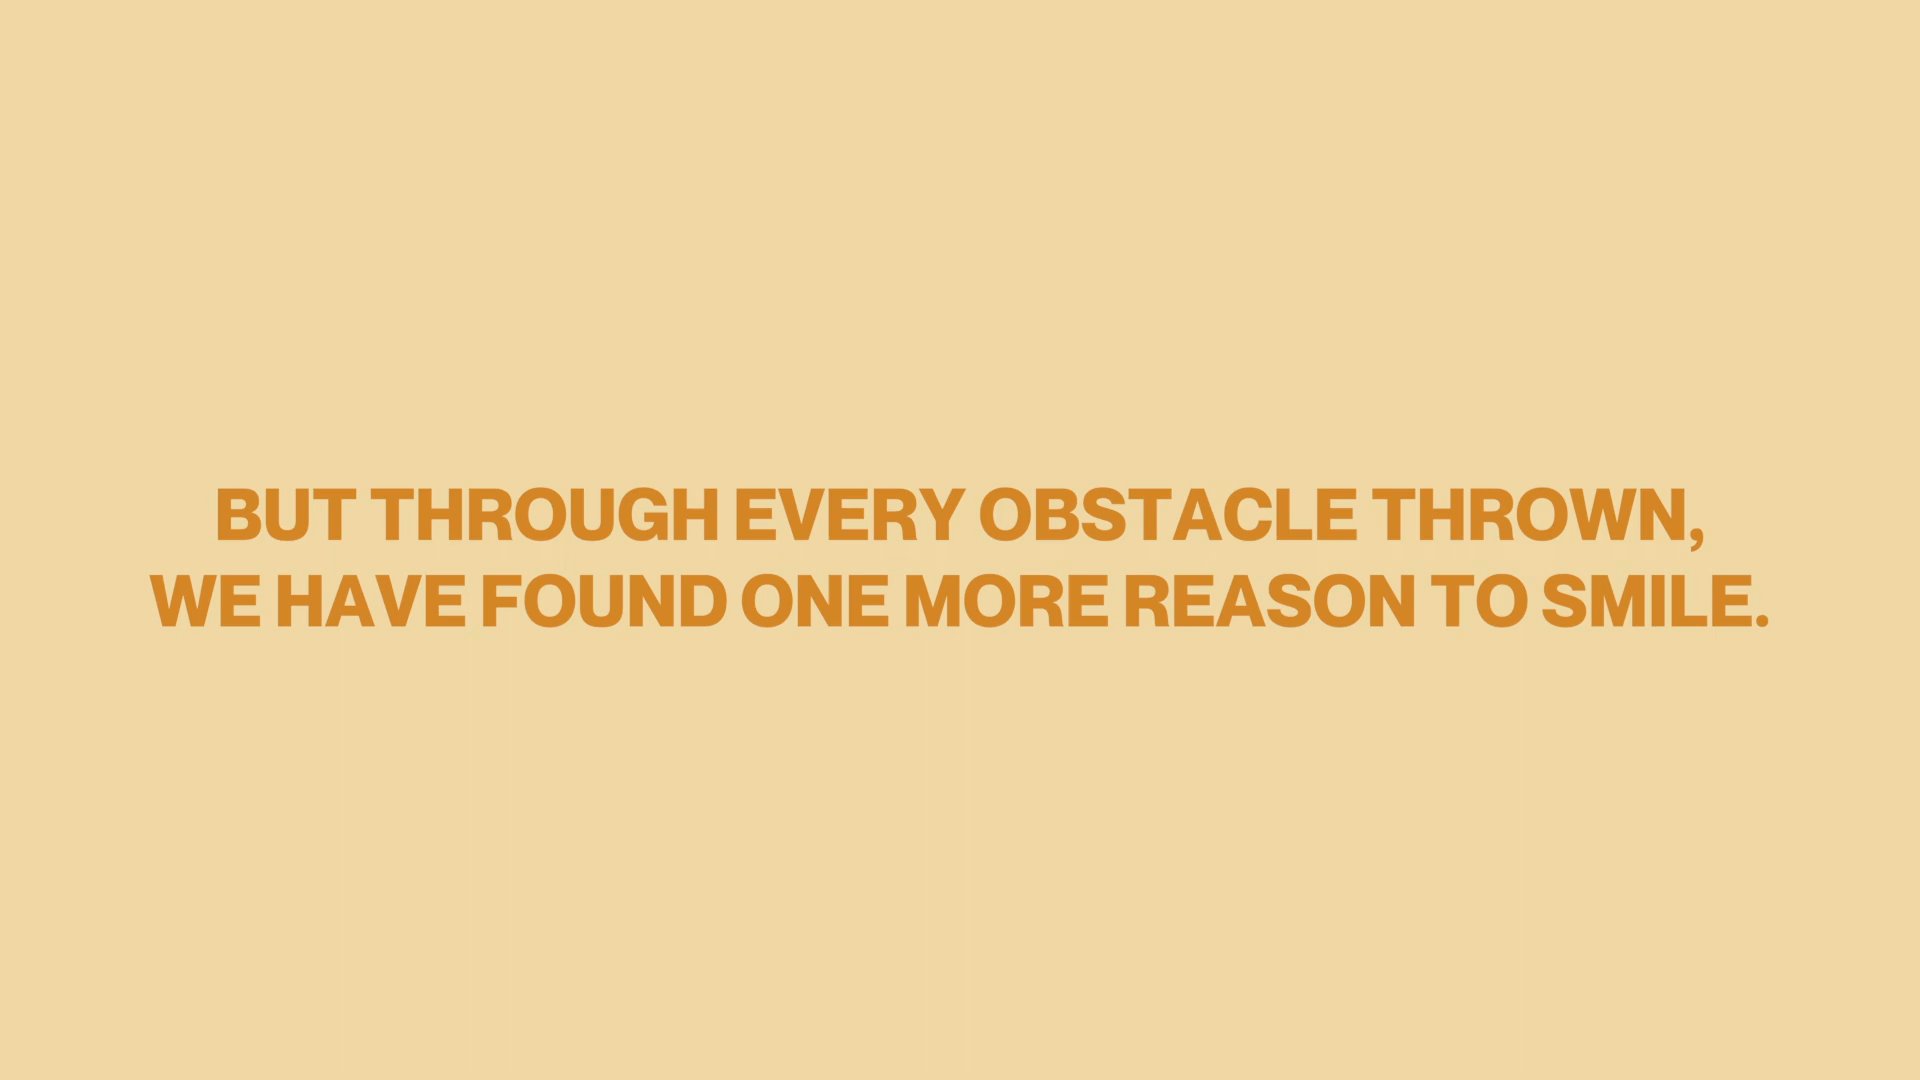 BUT THROUGH EVERY OBSTACLE THROWN,
WE HAVE FOUND ONE MORE REASON TO SMILE.